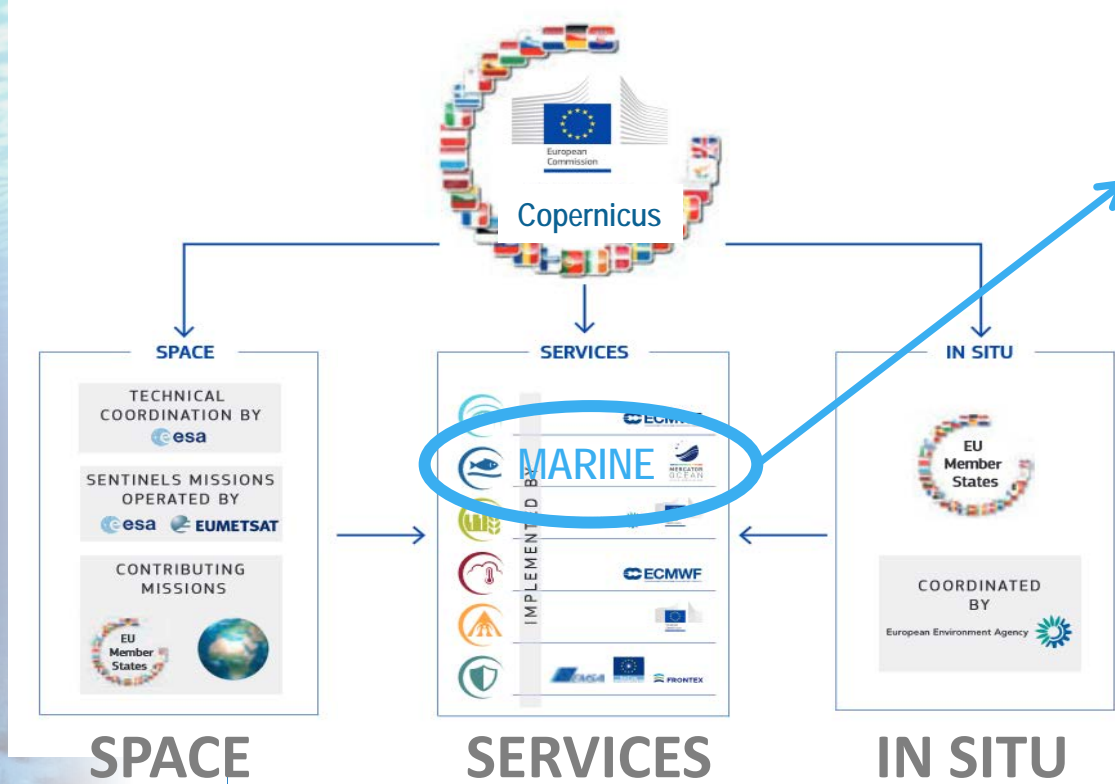 European
Commission
Copernicus
SPACE
TECHNICAL
COORDINATION BY
esa
SENTINELS MISSIONS
OPERATED BY
esa EUMETSAT
CONTRIBUTING
MISSIONS
EU
Member
States
SERVICES
IMPLEMENTED BY
ECMWF
MARINE
MERCATOR
OCEAN
ECMWF
EMSA
FRONTEX
IN SITU
EU
Member
States
COORDINATED
BY
European Environment Agency
SPACE
SERVICES
IN SITU